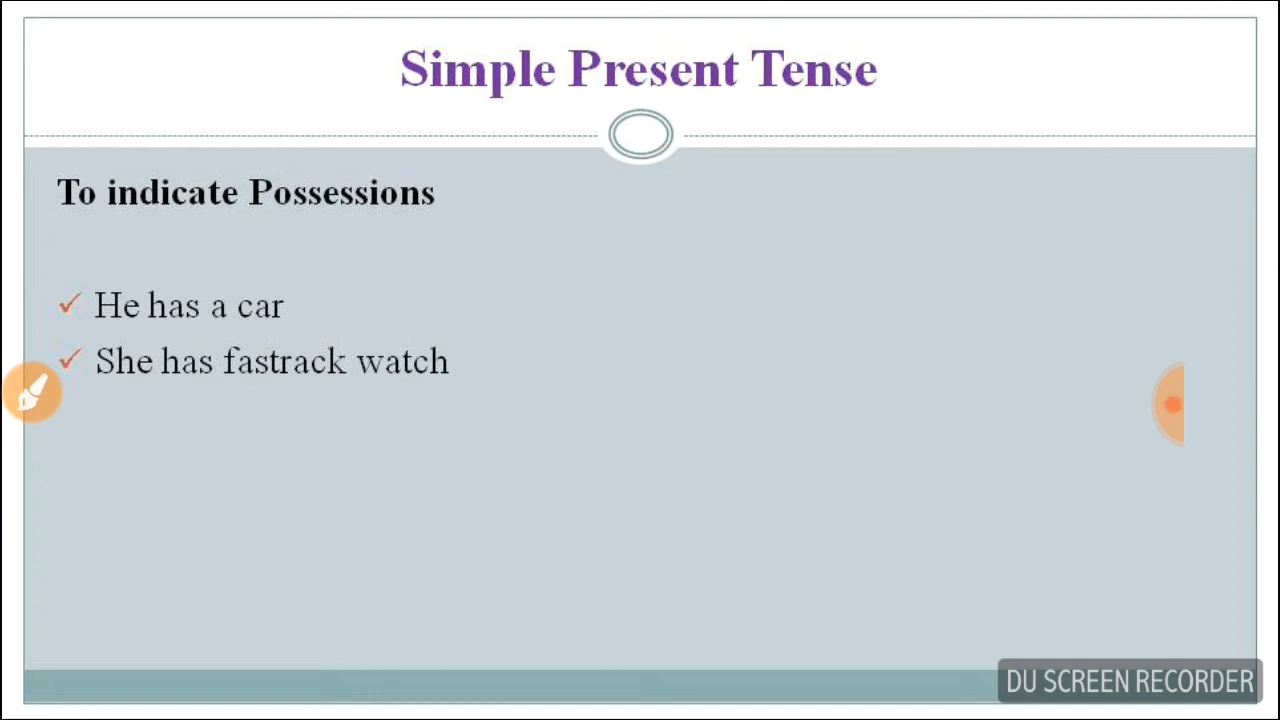 Simple Present Tense
To indicate Possessions
He has a car
She has fastrack watch
DU SCREEN RECORDER